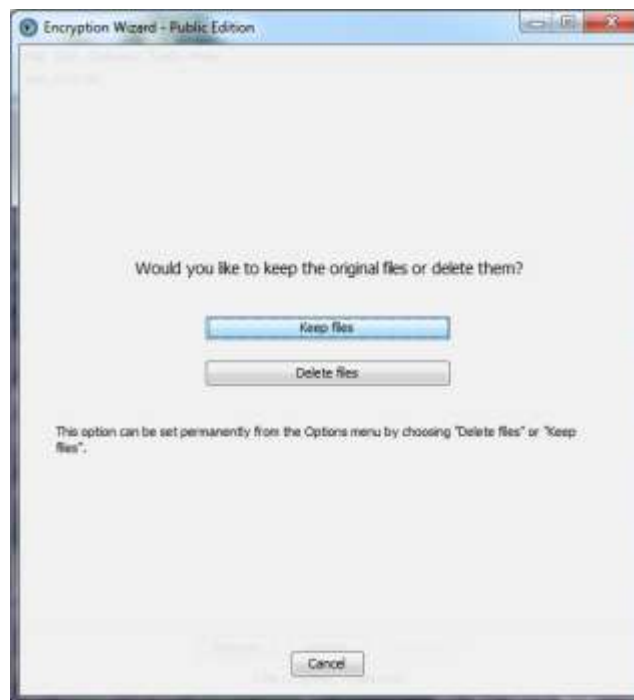 Encryption Wizard - Public Edition
Would you like to keep the original files or delete them?
Keep files
Delete files
This option can be set permanently from the Options menu by choosing "Delete files" or "Keep
files".
Cancel